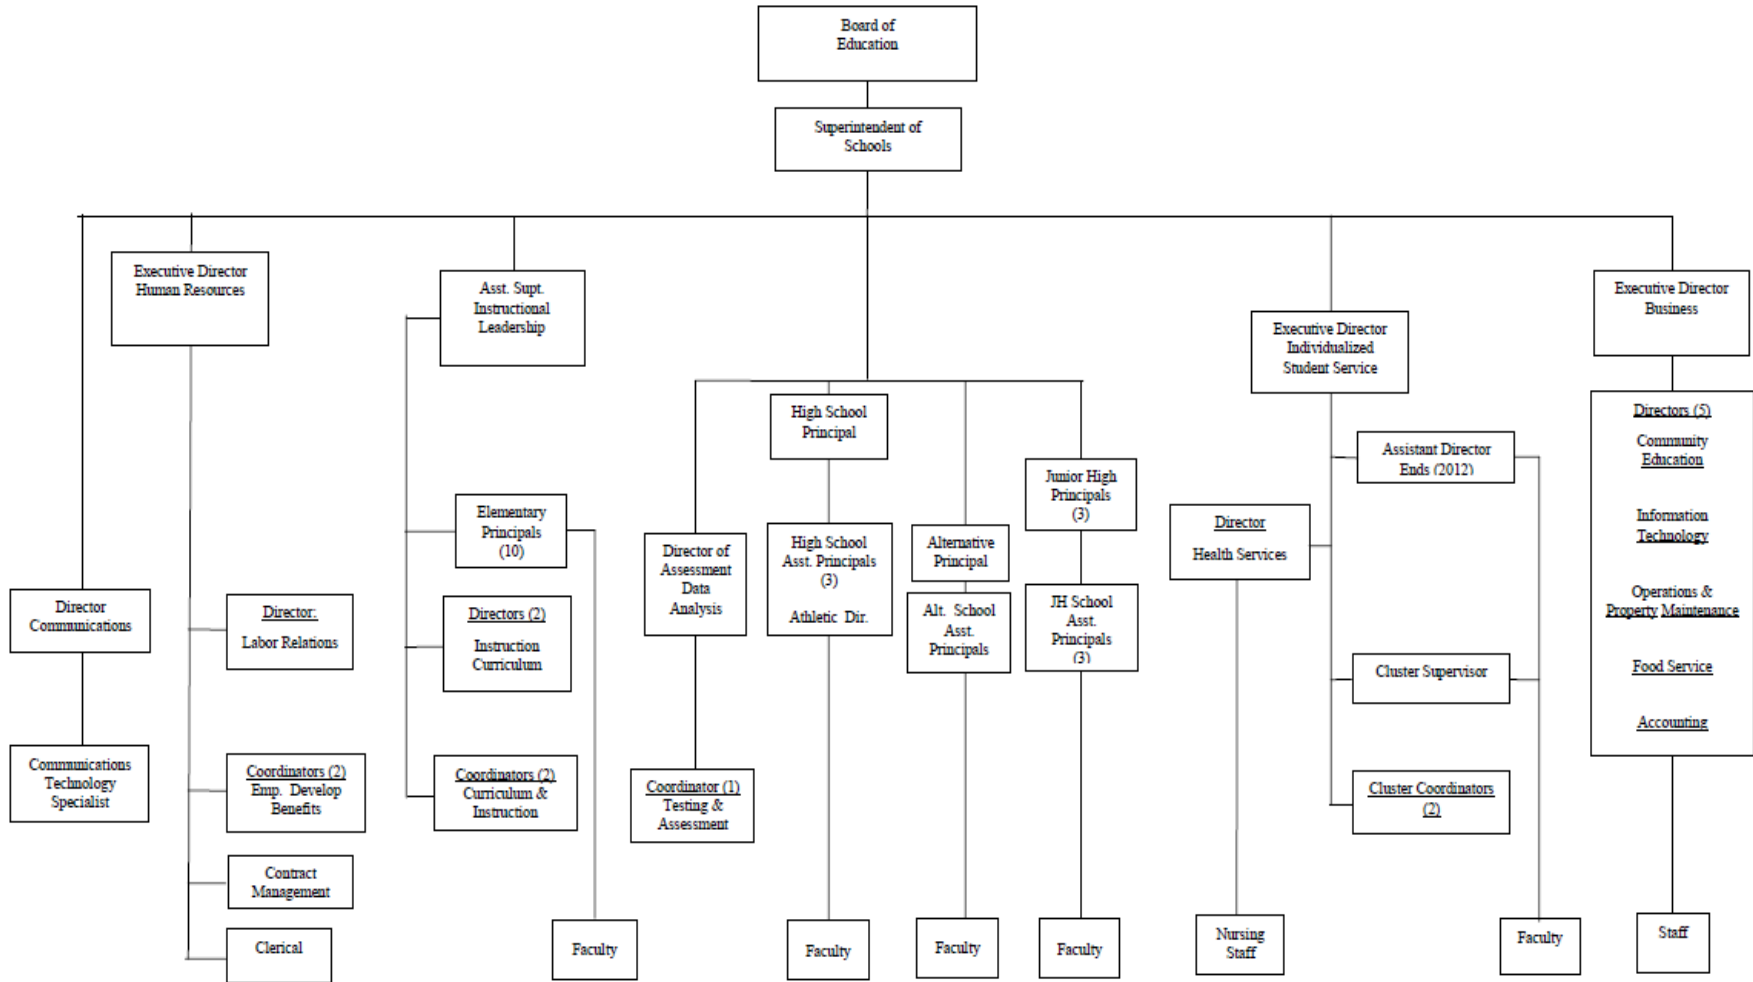 Board of
Education
Superintendent of
Schools
Executive Director
Human Resources
Asst. Supt.
Instructional
Leadership
Executive Director
Individualized
Student Service
Executive Director
Business
High School
Principal
Junior High
Principals
(3)
Assistant Director
Ends (2012)
Directors (5)
Community
Education
Information
Technology
Operations &
Property Maintenance
Food Service
Accounting
Elementary
Principals
(10)
Director of
Assessment
Data
Analysis
High School
Asst. Principals
(3)
Athletic Dir.
Alternative
Principal
Alt. School
Asst.
Principals
JH School
Asst.
Principals
(3)
Director
Health Services
Director
Communications
Director:
Labor Relations
Directors (2)
Instruction
Curriculum
Cluster Supervisor
Communications
Technology
Specialist
Coordinators (2)
Emp. Develop
Benefits
Coordinators (2)
Curriculum &
Instruction
Coordinator (1)
Testing &
Assessment
Cluster Coordinators
(2)
Contract
Management
Clerical
Faculty
Faculty
Faculty
Faculty
Nursing
Staff
Faculty
Staff